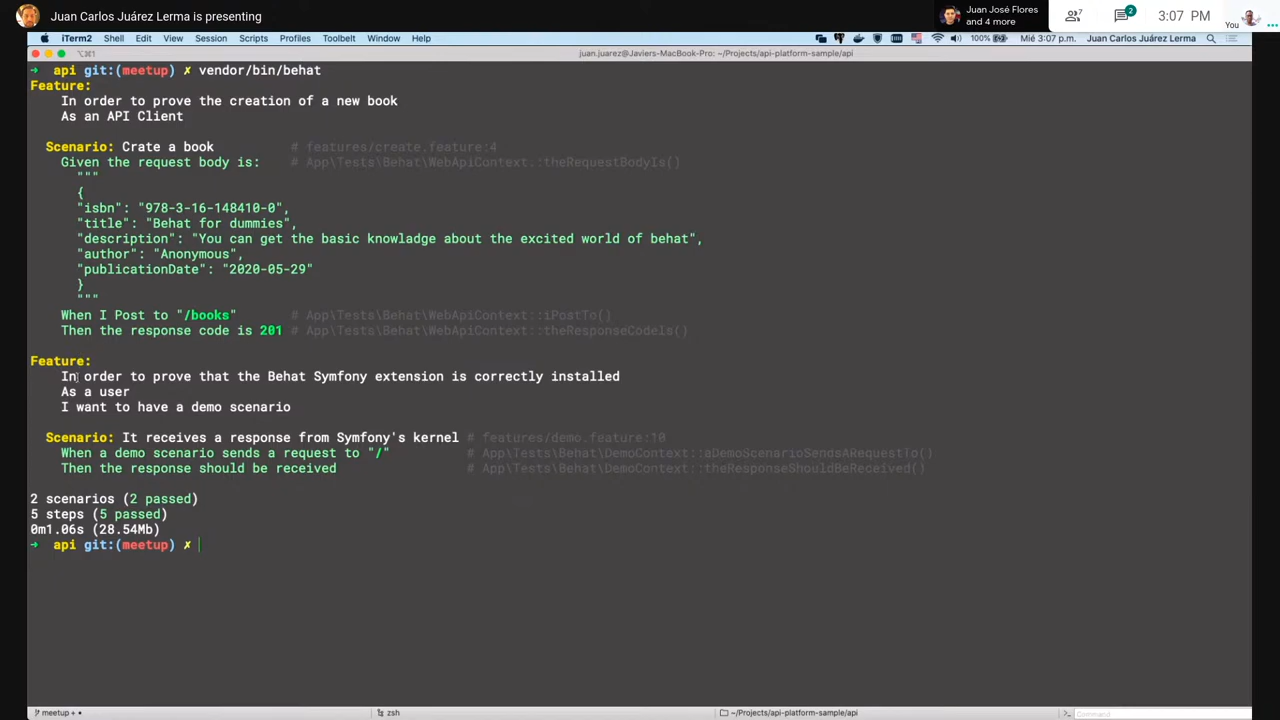 Juan Carlos Juárez Lerma is presenting
Juan José Flores
and 4 more
7
2
3:07 PM
You
iTerm2 Shell Edit View Session Scripts Profiles Toolbelt Window Help
100% Mié 3:07 p.m. Juan Carlos Juárez Lerma
⌥⌘1
juan.juarez@Javiers-MacBook-Pro: ~/Projects/api-platform-sample/api
➜ api git:(meetup) ✗ vendor/bin/behat
Feature:
In order to prove the creation of a new book
As an API Client
Scenario: Crate a book # features/create.feature:4
Given the request body is: # App\Tests\Behat\WebApiContext::theRequestBodyIs()
"""
{
"isbn": "978-3-16-148410-0",
"title": "Behat for dummies",
"description": "You can get the basic knowladge about the excited world of behat",
"author": "Anonymous",
"publicationDate": "2020-05-29"
}
"""
When I Post to "/books" # App\Tests\Behat\WebApiContext::iPostTo()
Then the response code is 201 # App\Tests\Behat\WebApiContext::theResponseCodeIs()
Feature:
In order to prove that the Behat Symfony extension is correctly installed
As a user
I want to have a demo scenario
Scenario: It receives a response from Symfony's kernel # features/demo.feature:10
When a demo scenario sends a request to "/" # App\Tests\Behat\DemoContext::aDemoScenarioSendsARequestTo()
Then the response should be received # App\Tests\Behat\DemoContext::theResponseShouldBeReceived()
2 scenarios (2 passed)
5 steps (5 passed)
0m1.06s (28.54Mb)
➜ api git:(meetup) ✗
meetup + •
zsh
~/Projects/api-platform-sample/api
Command